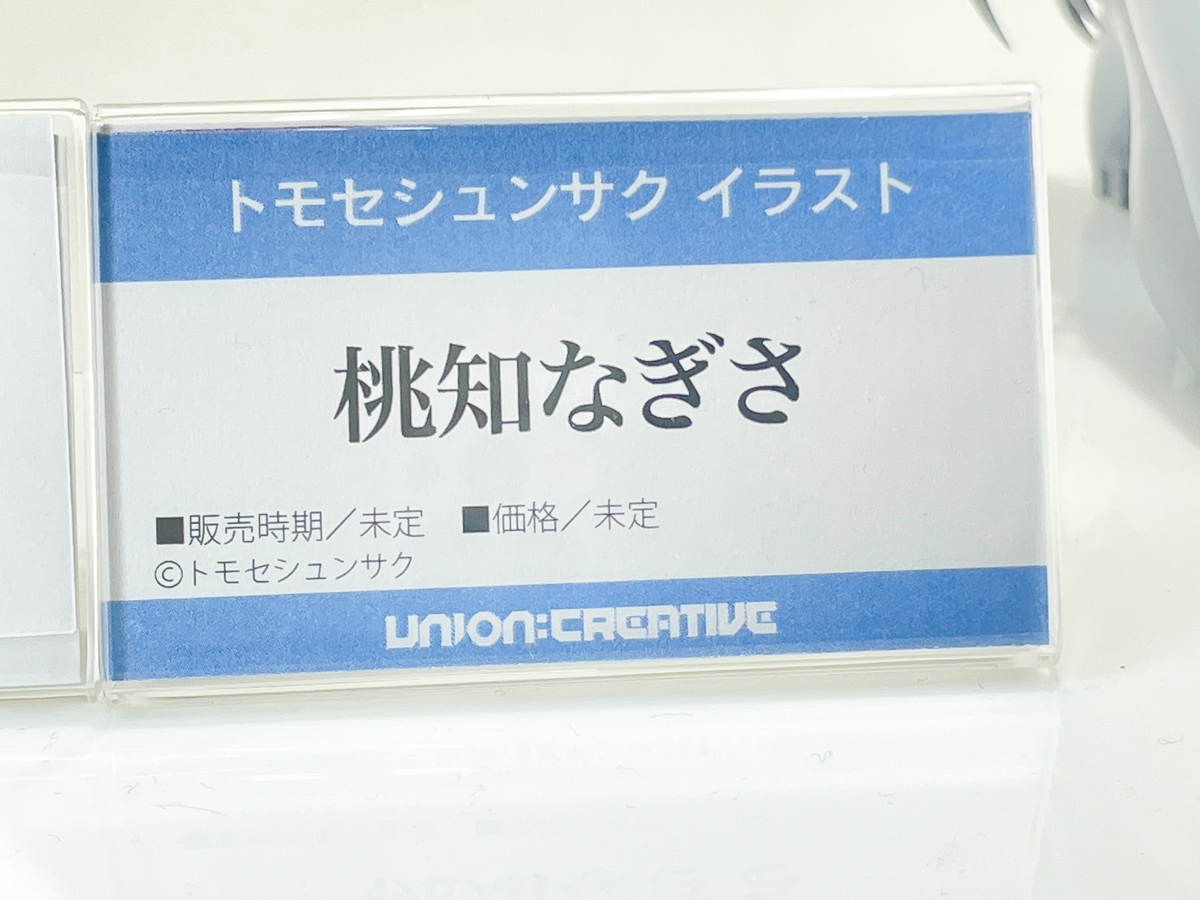 トモセシュンサク イラスト
桃知なぎさ
■販売時期／未定 ■価格／未定
©トモセシュンサク
UNION:CREATIVE